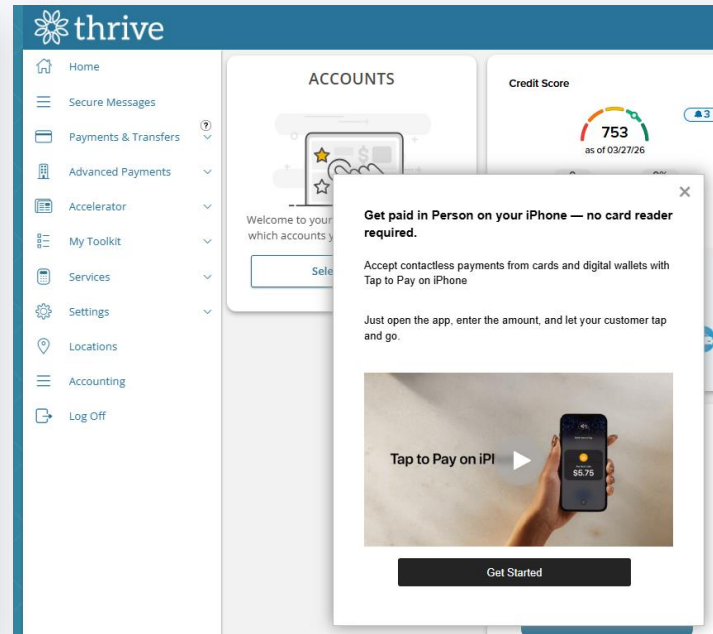 thrive
Home
Secure Messages
Payments & Transfers
?
Advanced Payments
Accelerator
My Toolkit
Services
Settings
Locations
Accounting
Log Off
ACCOUNTS
$
Welcome to your
which accounts y
Sele
Credit Score
3
753
as of 03/27/26
Get paid in Person on your iPhone — no card reader
required.
Accept contactless payments from cards and digital wallets with
Tap to Pay on iPhone
Just open the app, enter the amount, and let your customer tap
and go.
Tap to Pay on iPl
$5.75
Get Started